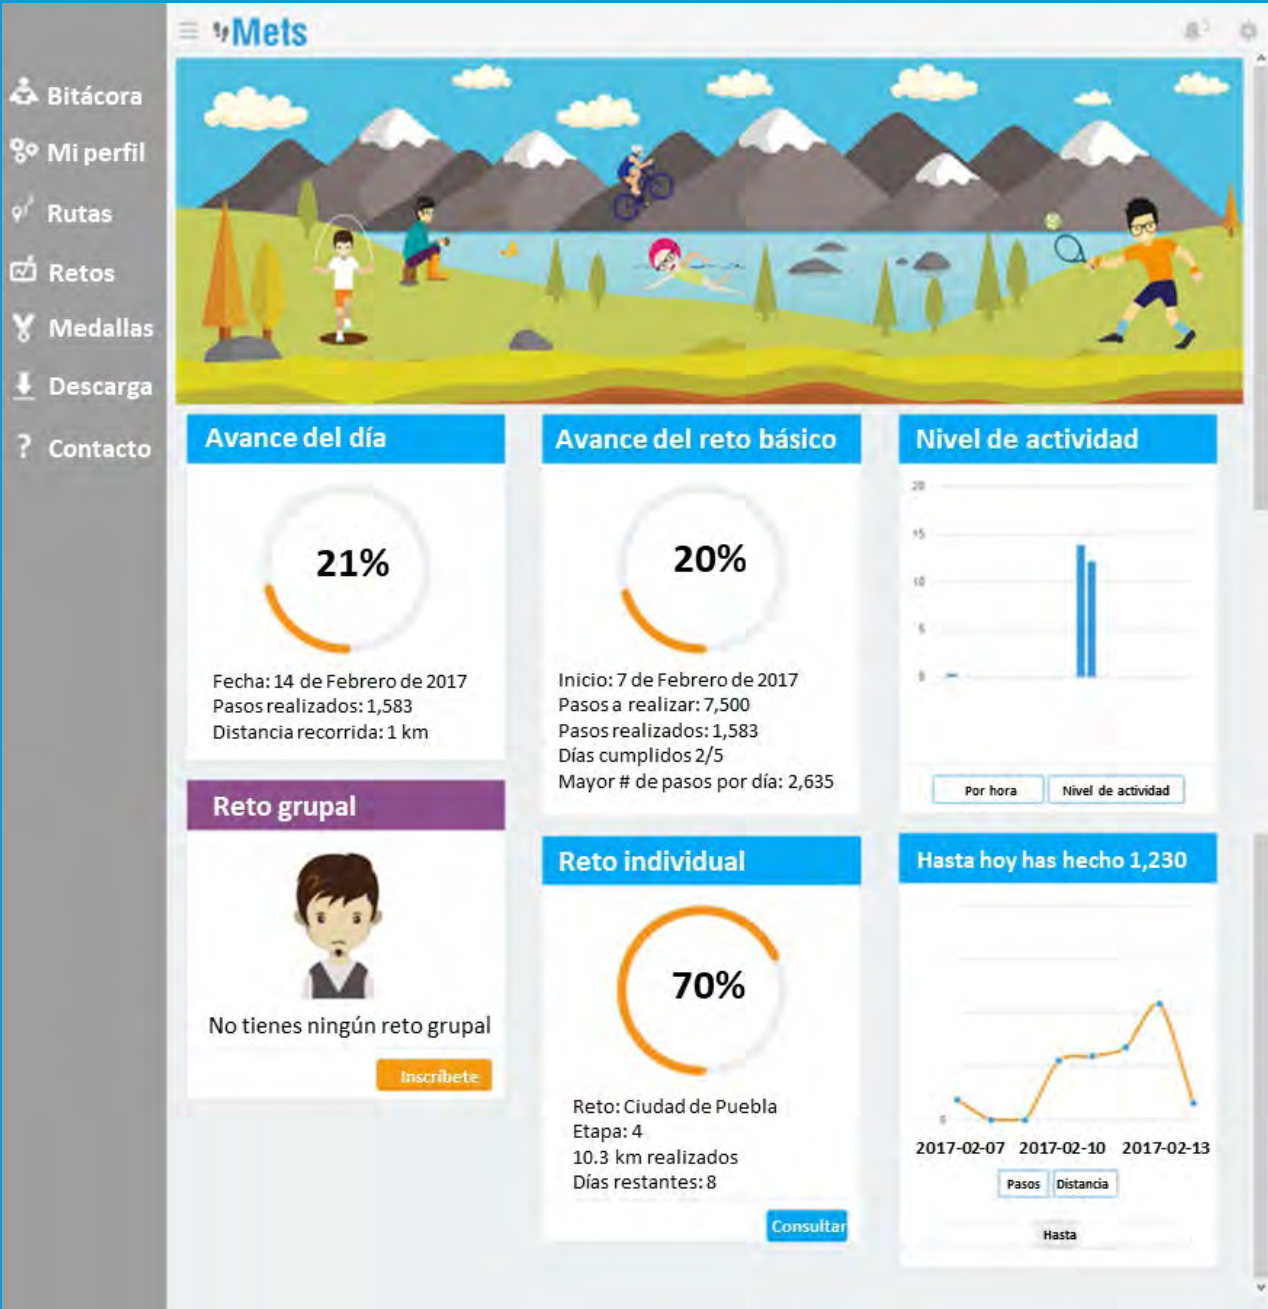 Mets
Bitácora
Mi perfil
Rutas
Retos
Medallas
Descarga
? Contacto
Avance del día
21%
Fecha: 14 de Febrero de 2017
Pasos realizados: 1,583
Distancia recorrida: 1 km
Reto grupal
No tienes ningún reto grupal
Inscríbete
Avance del reto básico
20%
Inicio: 7 de Febrero de 2017
Pasos a realizar: 7,500
Pasos realizados: 1,583
Días cumplidos 2/5
Mayor # de pasos por día: 2,635
Reto individual
70%
Reto: Ciudad de Puebla
Etapa: 4
10.3 km realizados
Días restantes: 8
Consultar
Nivel de actividad
20
15
10
5
0
Por hora Nivel de actividad
Hasta hoy has hecho 1,230
0
2017-02-07 2017-02-10 2017-02-13
Pasos Distancia
Hasta